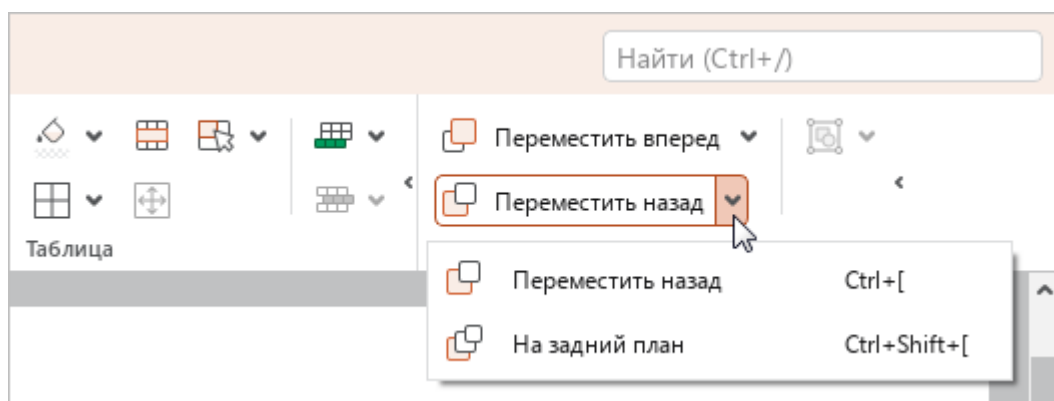 Найти (Ctrl+/)
Переместить вперед
Переместить назад
Таблица
Переместить назад Ctrl+[
На задний план Ctrl+Shift+[